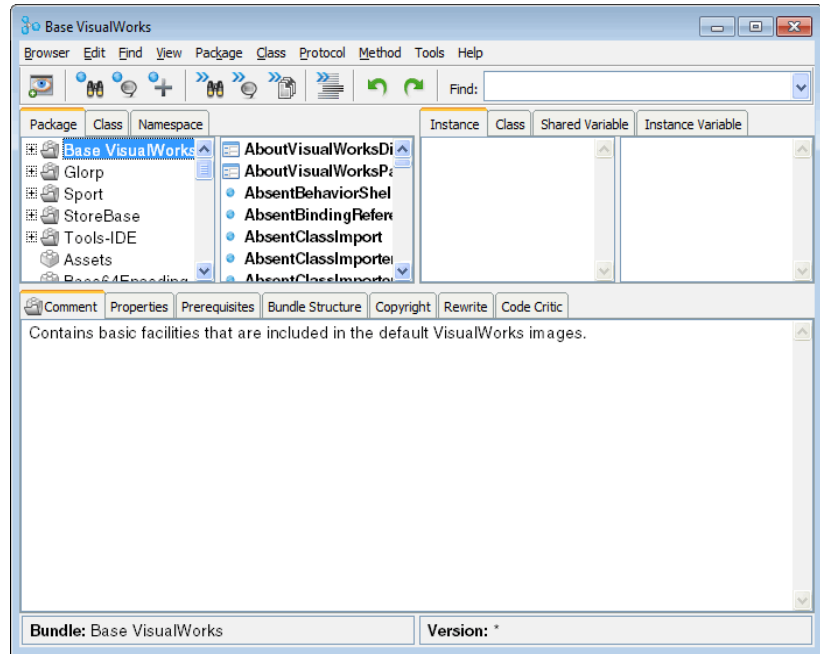 Base VisualWorks
Browser Edit Find View Package Class Protocol Method Tools Help
Find:
Package Class Namespace
Instance Class Shared Variable Instance Variable
Base VisualWorks
Glorp
Sport
StoreBase
Tools-IDE
Assets
Base64Encoding
AboutVisualWorksDi
AboutVisualWorksPa
AbsentBehaviorShel
AbsentBindingRefere
AbsentClassImport
AbsentClassImporter
AbsentClassImporter
Comment Properties Prerequisites Bundle Structure Copyright Rewrite Code Critic
Contains basic facilities that are included in the default VisualWorks images.
Bundle: Base VisualWorks
Version: *